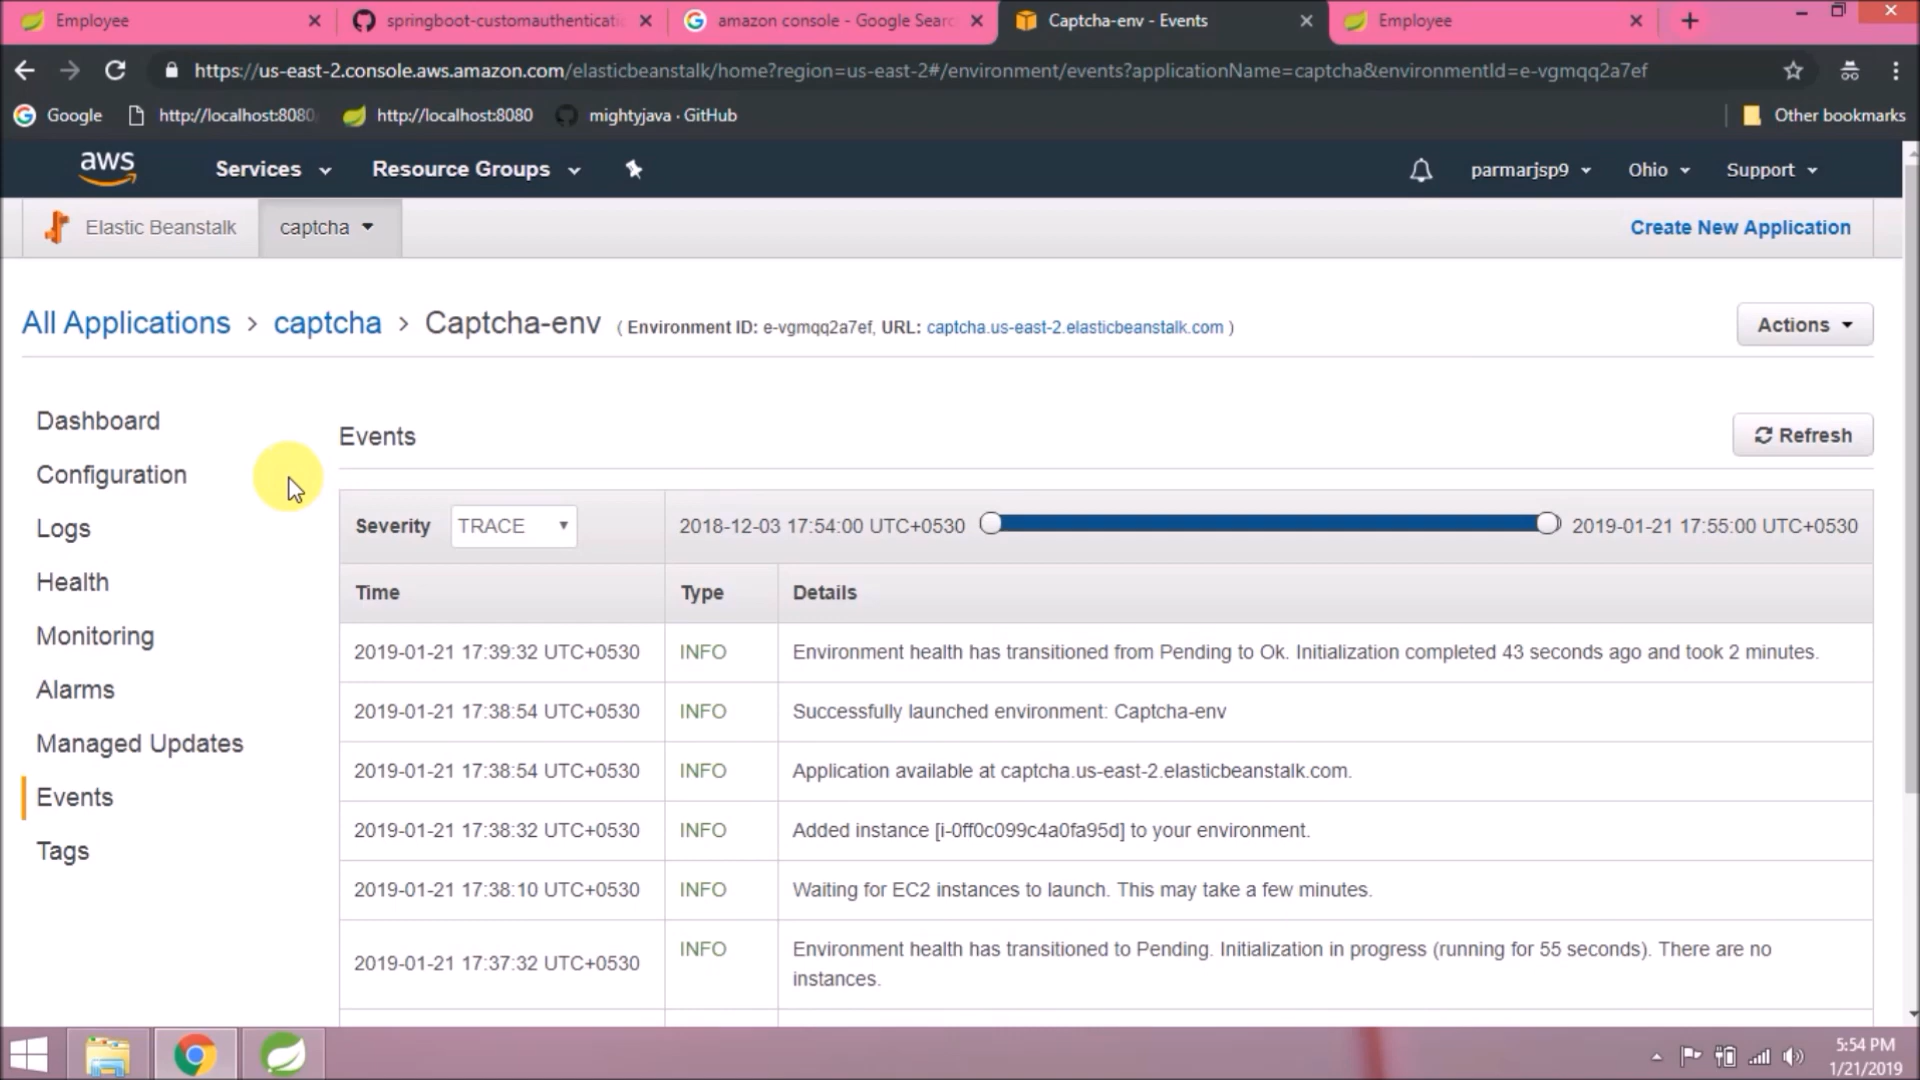 Employee
springboot-customauthenticati
amazon console - Google Searc
Captcha-env - Events
Employee
https://us-east-2.console.aws.amazon.com/elasticbeanstalk/home?region=us-east-2#/environment/events?applicationName=captcha&environmentId=e-vgmqq2a7ef
Google
http://localhost:8080
http://localhost:8080
mightyjava · GitHub
Other bookmarks
aws
Services
Resource Groups
parmarjsp9
Ohio
Support
Elastic Beanstalk
captcha
Create New Application
All Applications > captcha > Captcha-env ( Environment ID: e-vgmqq2a7ef, URL: captcha.us-east-2.elasticbeanstalk.com )
Actions
Dashboard
Configuration
Logs
Health
Monitoring
Alarms
Managed Updates
Events
Tags
Events
Refresh
Severity TRACE 2018-12-03 17:54:00 UTC+0530 2019-01-21 17:55:00 UTC+0530
Time Type Details
2019-01-21 17:39:32 UTC+0530 INFO Environment health has transitioned from Pending to Ok. Initialization completed 43 seconds ago and took 2 minutes.
2019-01-21 17:38:54 UTC+0530 INFO Successfully launched environment: Captcha-env
2019-01-21 17:38:54 UTC+0530 INFO Application available at captcha.us-east-2.elasticbeanstalk.com.
2019-01-21 17:38:32 UTC+0530 INFO Added instance [i-0ff0c099c4a0fa95d] to your environment.
2019-01-21 17:38:10 UTC+0530 INFO Waiting for EC2 instances to launch. This may take a few minutes.
2019-01-21 17:37:32 UTC+0530 INFO Environment health has transitioned to Pending. Initialization in progress (running for 55 seconds). There are no
instances.
5:54 PM
1/21/2019